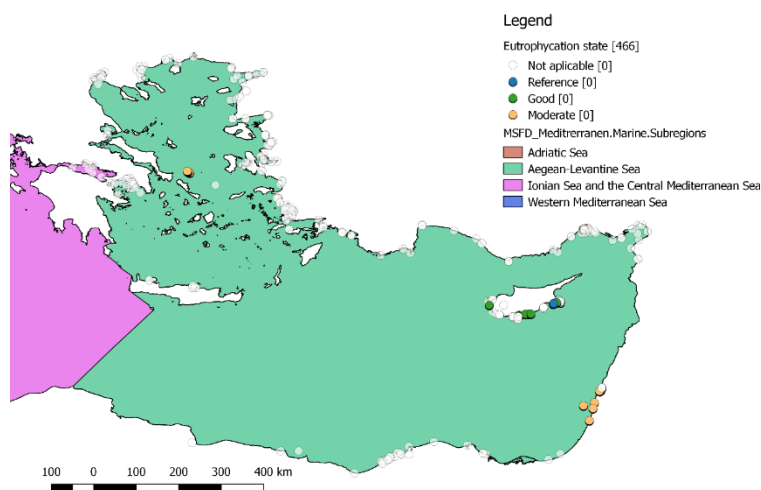 Legend
Eutrophycation state [466]
Not aplicable [0]
Reference [0]
Good [0]
Moderate [0]
MSFD_Mediterrenen.Marine.Subregions
Adriatic Sea
Aegean-Levantine Sea
Ionian Sea and the Central Mediterranean Sea
Western Mediterranean Sea
100 0 100 200 300 400 km